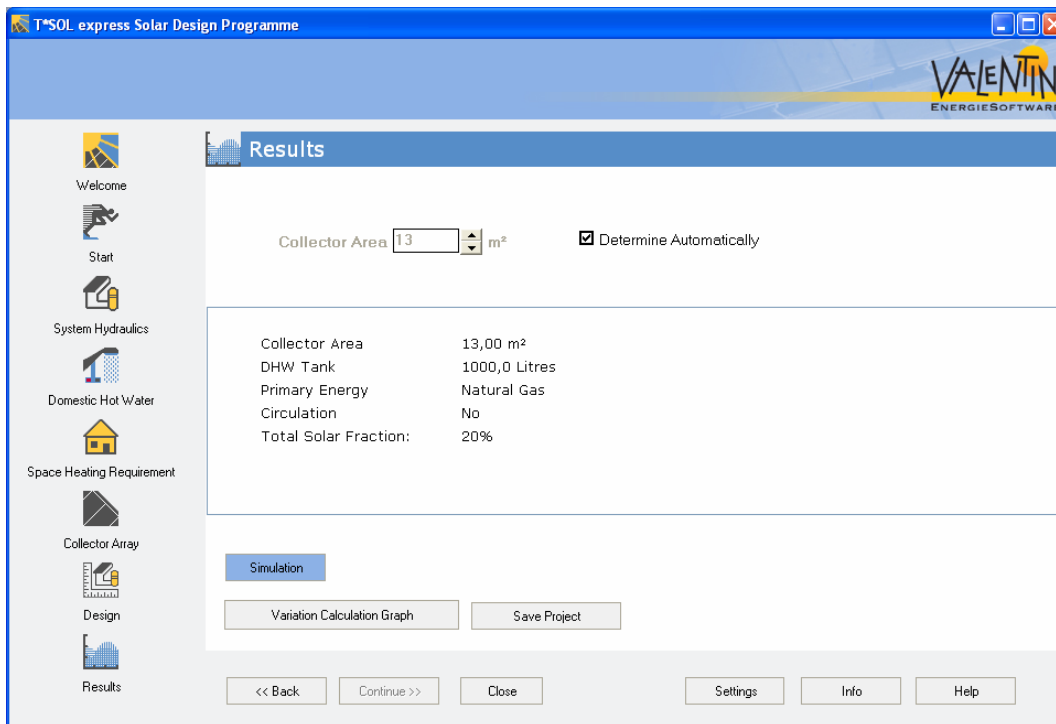 T*SOL express Solar Design Programme
VALENTIN
ENERGIESOFTWARE
Welcome
Start
System Hydraulics
Domestic Hot Water
Space Heating Requirement
Collector Array
Design
Results
Results
Collector Area 13 m² Determine Automatically
Collector Area 13,00 m²
DHW Tank 1000,0 Litres
Primary Energy Natural Gas
Circulation No
Total Solar Fraction: 20%
Simulation
Variation Calculation Graph Save Project
<< Back Continue >> Close Settings Info Help